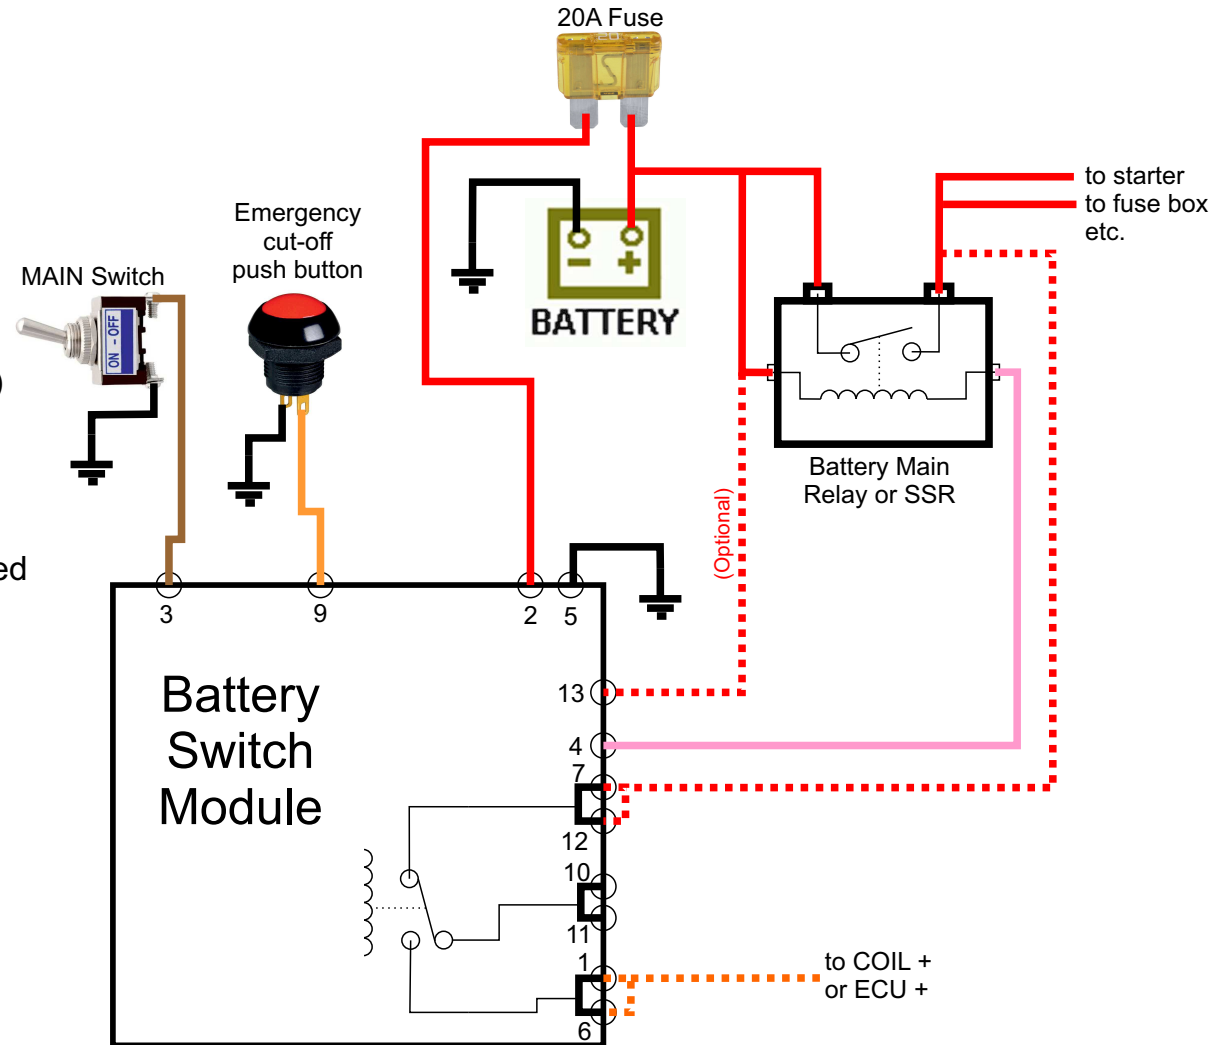 20A Fuse
20
to starter
to fuse box
etc.
Emergency
cut-off
push button
MAIN Switch
ON - OFF
BATTERY
)
Battery Main
Relay or SSR
(Optional)
ed
3
9
2
5
Battery
Switch
Module
13
4
7
12
10
11
1
6
to COIL +
or ECU +